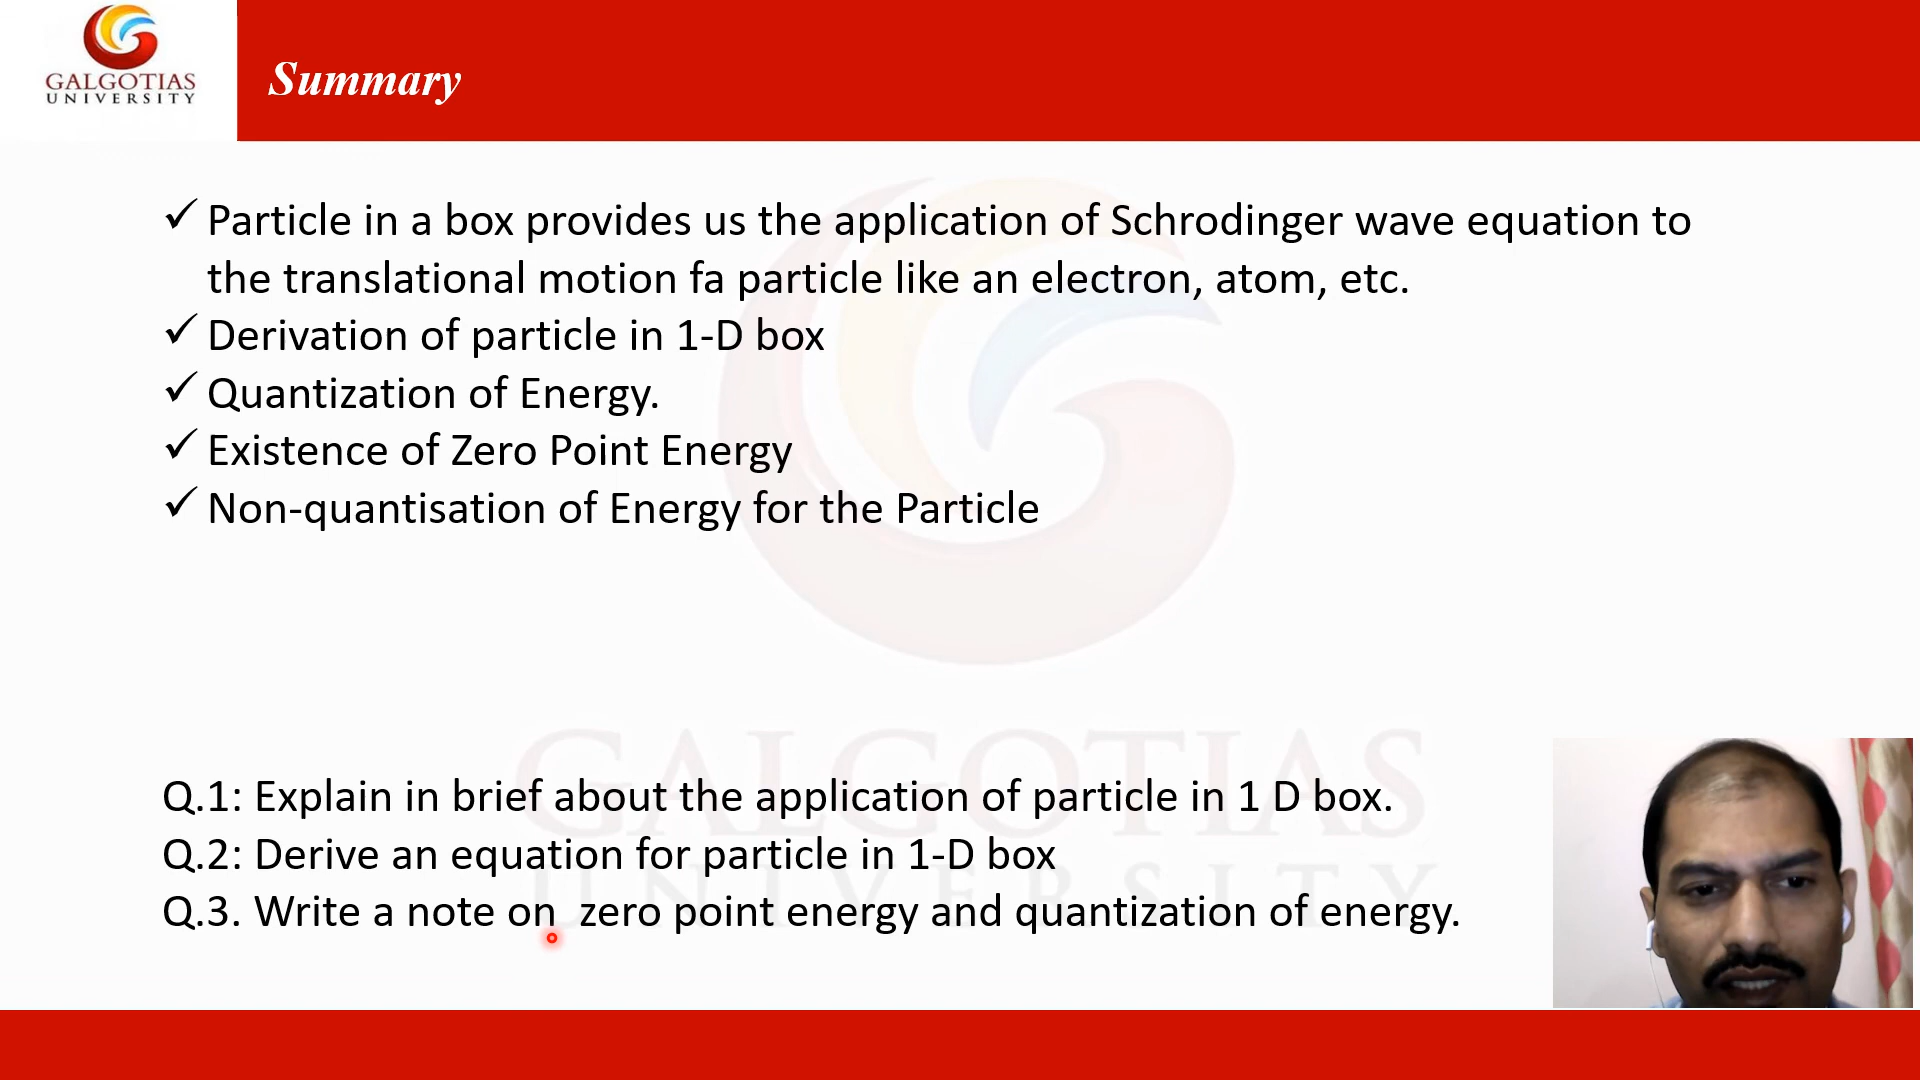 GALGOTIAS
UNIVERSITY
Summary
✓ Particle in a box provides us the application of Schrodinger wave equation to
the translational motion fa particle like an electron, atom, etc.
✓ Derivation of particle in 1-D box
✓ Quantization of Energy.
✓ Existence of Zero Point Energy
✓ Non-quantisation of Energy for the Particle
GALGOTIAS
UNIVERSITY
Q.1: Explain in brief about the application of particle in 1 D box.
Q.2: Derive an equation for particle in 1-D box
Q.3. Write a note on  zero point energy and quantization of energy.